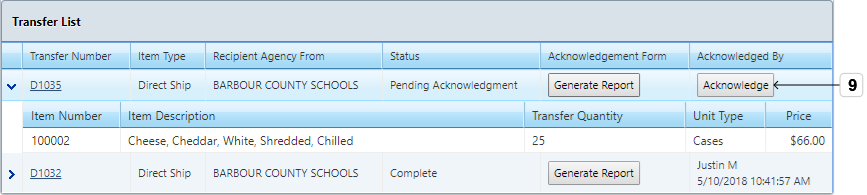 Transfer List
Transfer Number Item Type Recipient Agency From Status Acknowledgement Form Acknowledged By
D1035 Direct Ship BARBOUR COUNTY SCHOOLS Pending Acknowledgment Generate Report Acknowledge 9
Item Number Item Description Transfer Quantity Unit Type Price
100002 Cheese, Cheddar, White, Shredded, Chilled 25 Cases $66.00
D1032 Direct Ship BARBOUR COUNTY SCHOOLS Complete Generate Report Justin M
5/10/2018 10:41:57 AM